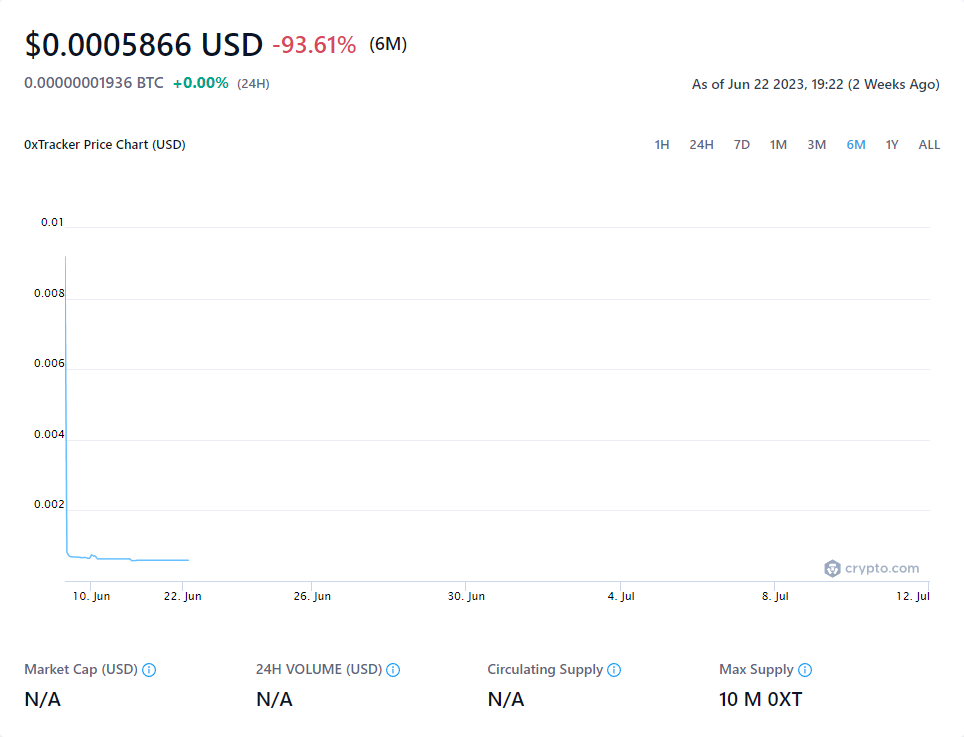 $0.0005866 USD -93.61% (6M)
0.00000001936 BTC +0.00% (24H)
As of Jun 22 2023, 19:22 (2 Weeks Ago)
0xTracker Price Chart (USD)
1H 24H 7D 1M 3M 6M 1Y ALL
0.01
0.008
0.006
0.004
0.002
crypto.com
10. Jun 22. Jun 26. Jun 30. Jun 4. Jul 8. Jul 12. Jul
Market Cap (USD) 24H VOLUME (USD) Circulating Supply Max Supply
N/A N/A N/A 10 M 0XT